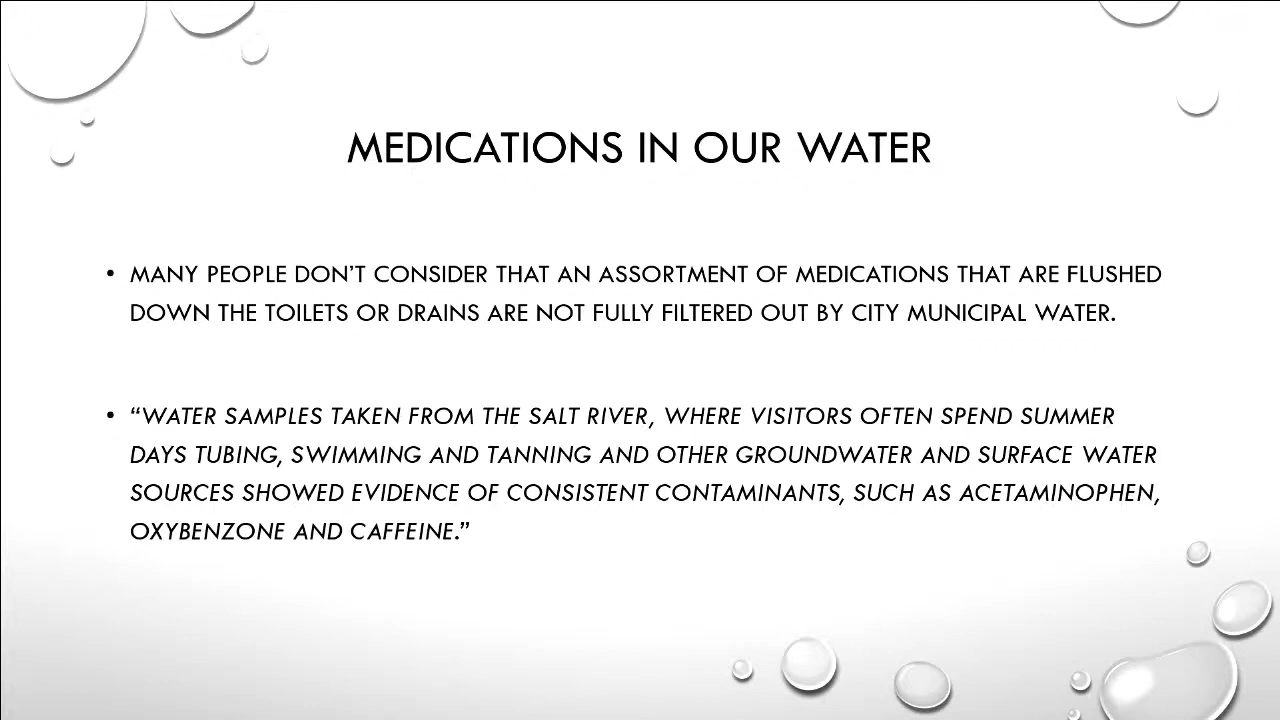 MEDICATIONS IN OUR WATER
• MANY PEOPLE DON’T CONSIDER THAT AN ASSORTMENT OF MEDICATIONS THAT ARE FLUSHED
DOWN THE TOILETS OR DRAINS ARE NOT FULLY FILTERED OUT BY CITY MUNICIPAL WATER.
• “WATER SAMPLES TAKEN FROM THE SALT RIVER, WHERE VISITORS OFTEN SPEND SUMMER
DAYS TUBING, SWIMMING AND TANNING AND OTHER GROUNDWATER AND SURFACE WATER
SOURCES SHOWED EVIDENCE OF CONSISTENT CONTAMINANTS, SUCH AS ACETAMINOPHEN,
OXYBENZONE AND CAFFEINE.”